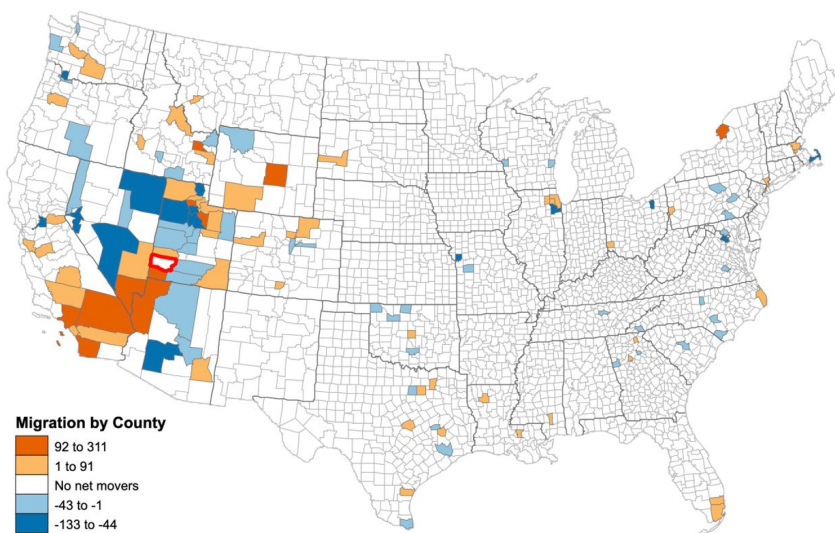 Migration by County
92 to 311
1 to 91
No net movers
-43 to -1
-133 to -44